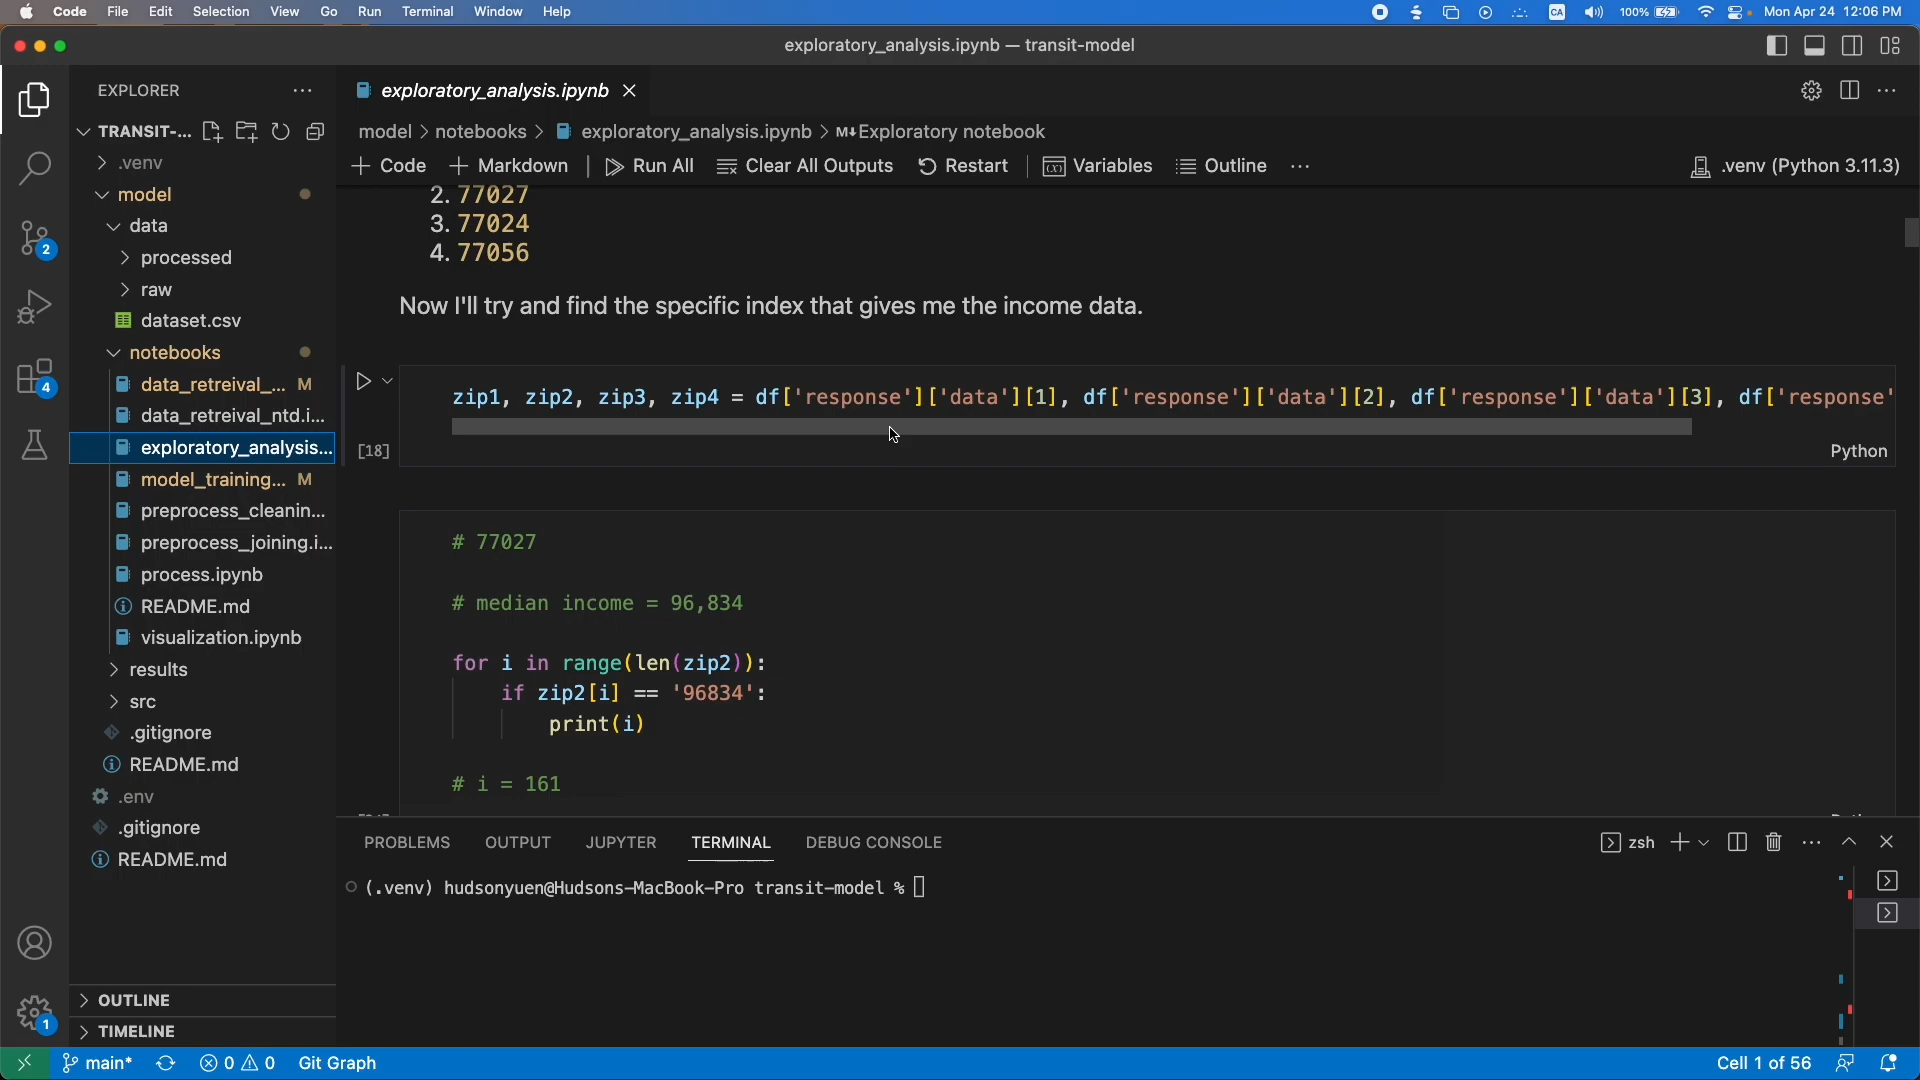 Code File Edit Selection View Go Run Terminal Window Help CA 100% Mon Apr 24 12:06 PM
exploratory_analysis.ipynb — transit-model
EXPLORER
exploratory_analysis.ipynb
TRANSIT-...
model > notebooks > exploratory_analysis.ipynb > M↓Exploratory notebook
+ Code + Markdown Run All Clear All Outputs Restart Variables Outline ... .venv (Python 3.11.3)
.venv
model
data
processed
raw
dataset.csv
notebooks
data_retreival_... M
data_retreival_ntd.i...
exploratory_analysis...
model_training... M
preprocess_cleanin...
preprocess_joining.i...
process.ipynb
README.md
visualization.ipynb
results
src
.gitignore
README.md
.env
.gitignore
README.md
OUTLINE
TIMELINE
2
4
1
2. 77027
3. 77024
4. 77056
Now I'll try and find the specific index that gives me the income data.
zip1, zip2, zip3, zip4 = df['response']['data'][1], df['response']['data'][2], df['response']['data'][3], df['response'
[18]
Python
# 77027
# median income = 96,834
for i in range(len(zip2)):
if zip2[i] == '96834':
print(i)
# i = 161
PROBLEMS OUTPUT JUPYTER TERMINAL DEBUG CONSOLE zsh
(.venv) hudsonyuen@Hudsons-MacBook-Pro transit-model %
main* 0 0 Git Graph Cell 1 of 56